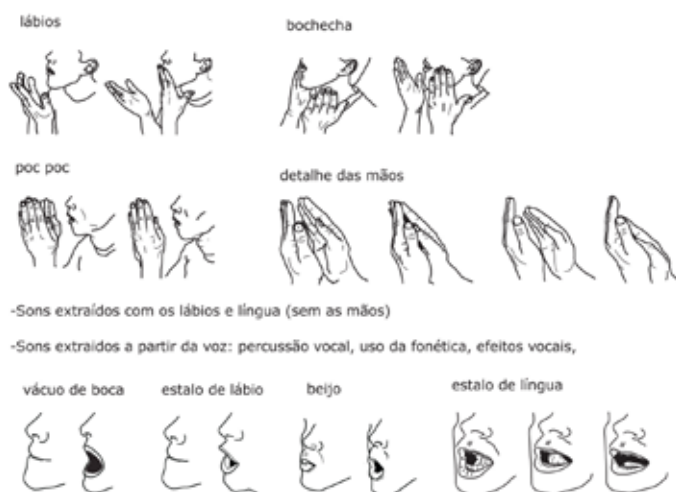 lábios
bochecha
poc poc
detalhe das mãos
-Sons extraídos com os lábios e língua (sem as mãos)
-Sons extraidos a partir da voz: percussão vocal, uso da fonética, efeitos vocais,
vácuo de boca
estalo de lábio
beijo
estalo de língua